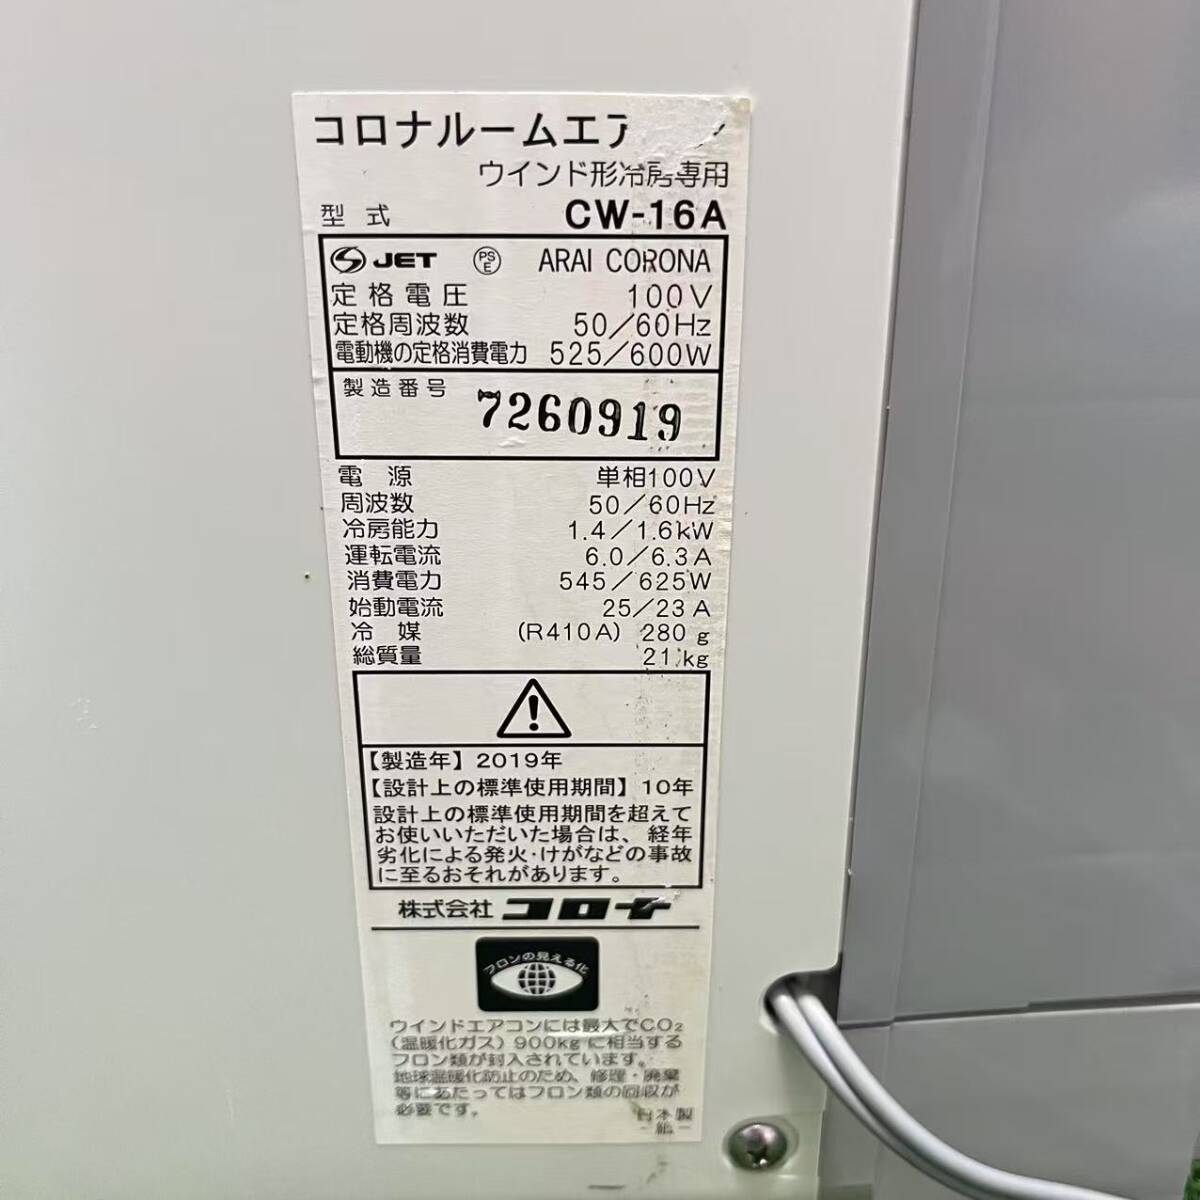 コロナルームエア
ウインド形冷房専用
型式 CW-16A
JET PSE ARAI CORONA
定格電圧 100V
定格周波数 50/60Hz
電動機の定格消費電力 525/600W
製造番号 7260919
電源 単相100V
周波数 50/60Hz
冷房能力 1.4/1.6kW
運転電流 6.0/6.3A
消費電力 545/625W
始動電流 25/23A
冷媒 (R410A) 280g
総質量 21kg
【製造年】2019年
【設計上の標準使用期間】10年
設計上の標準使用期間を超えて
お使いいただいた場合は、経年
劣化による発火・けがなどの事故
に至るおそれがあります。
株式会社 コロナ
フロンの見える化
ウインドエアコンには最大でCO₂
(温暖化ガス) 900kgに相当する
フロン類が封入されています。
地球温暖化防止のため、修理・廃棄
等にあたってはフロン類の回収が
必要です。
日本製